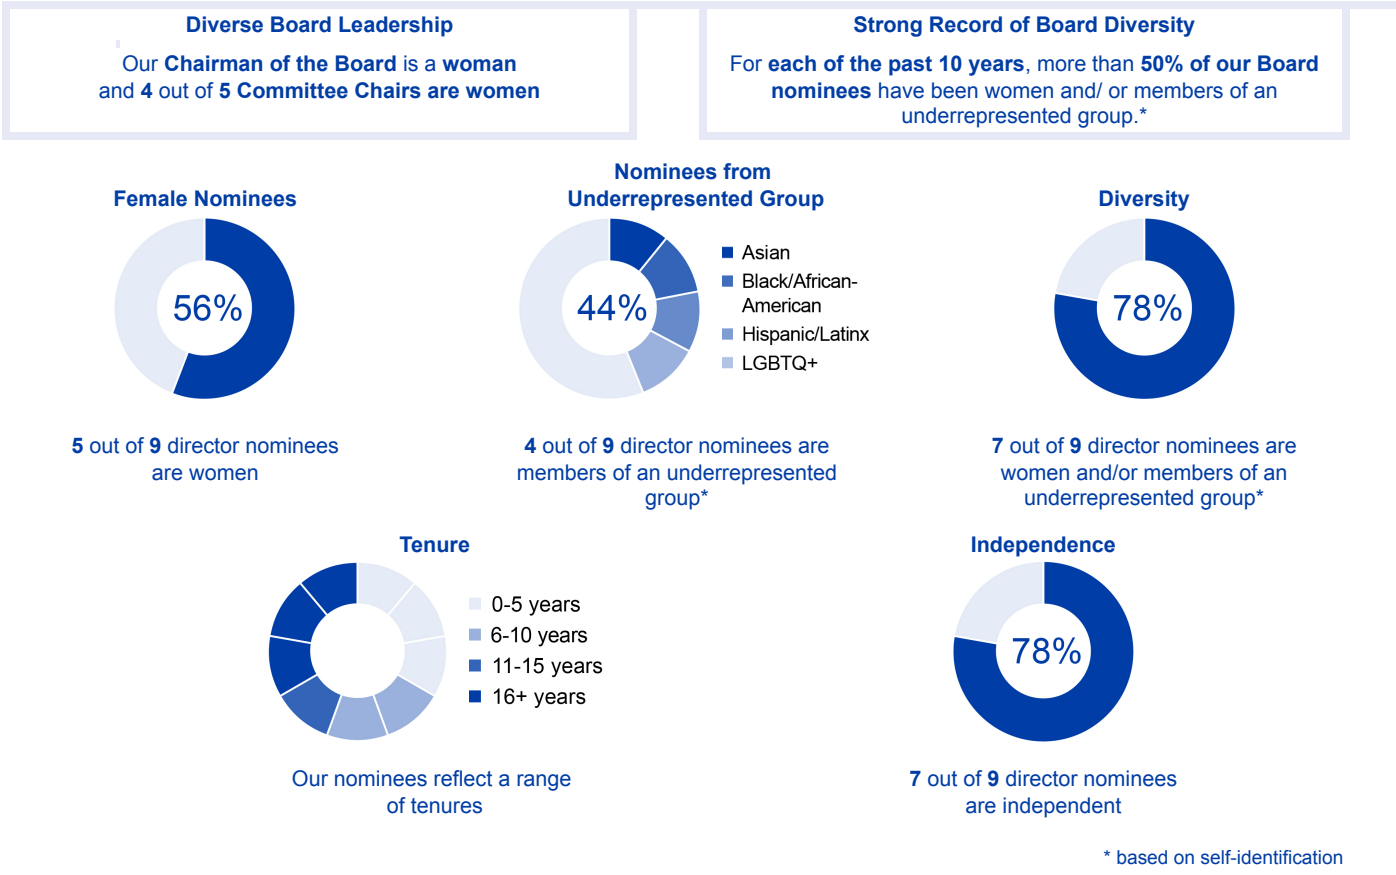 Diverse Board Leadership
Our Chairman of the Board is a woman
and 4 out of 5 Committee Chairs are women
Strong Record of Board Diversity
For each of the past 10 years, more than 50% of our Board
nominees have been women and/ or members of an
underrepresented group.*
Female Nominees
56%
5 out of 9 director nominees
are women
Nominees from
Underrepresented Group
44%
Asian
Black/African-
American
Hispanic/Latinx
LGBTQ+
4 out of 9 director nominees are
members of an underrepresented
group*
Diversity
78%
7 out of 9 director nominees are
women and/or members of an
underrepresented group*
Tenure
0-5 years
6-10 years
11-15 years
16+ years
Our nominees reflect a range
of tenures
Independence
78%
7 out of 9 director nominees
are independent
* based on self-identification